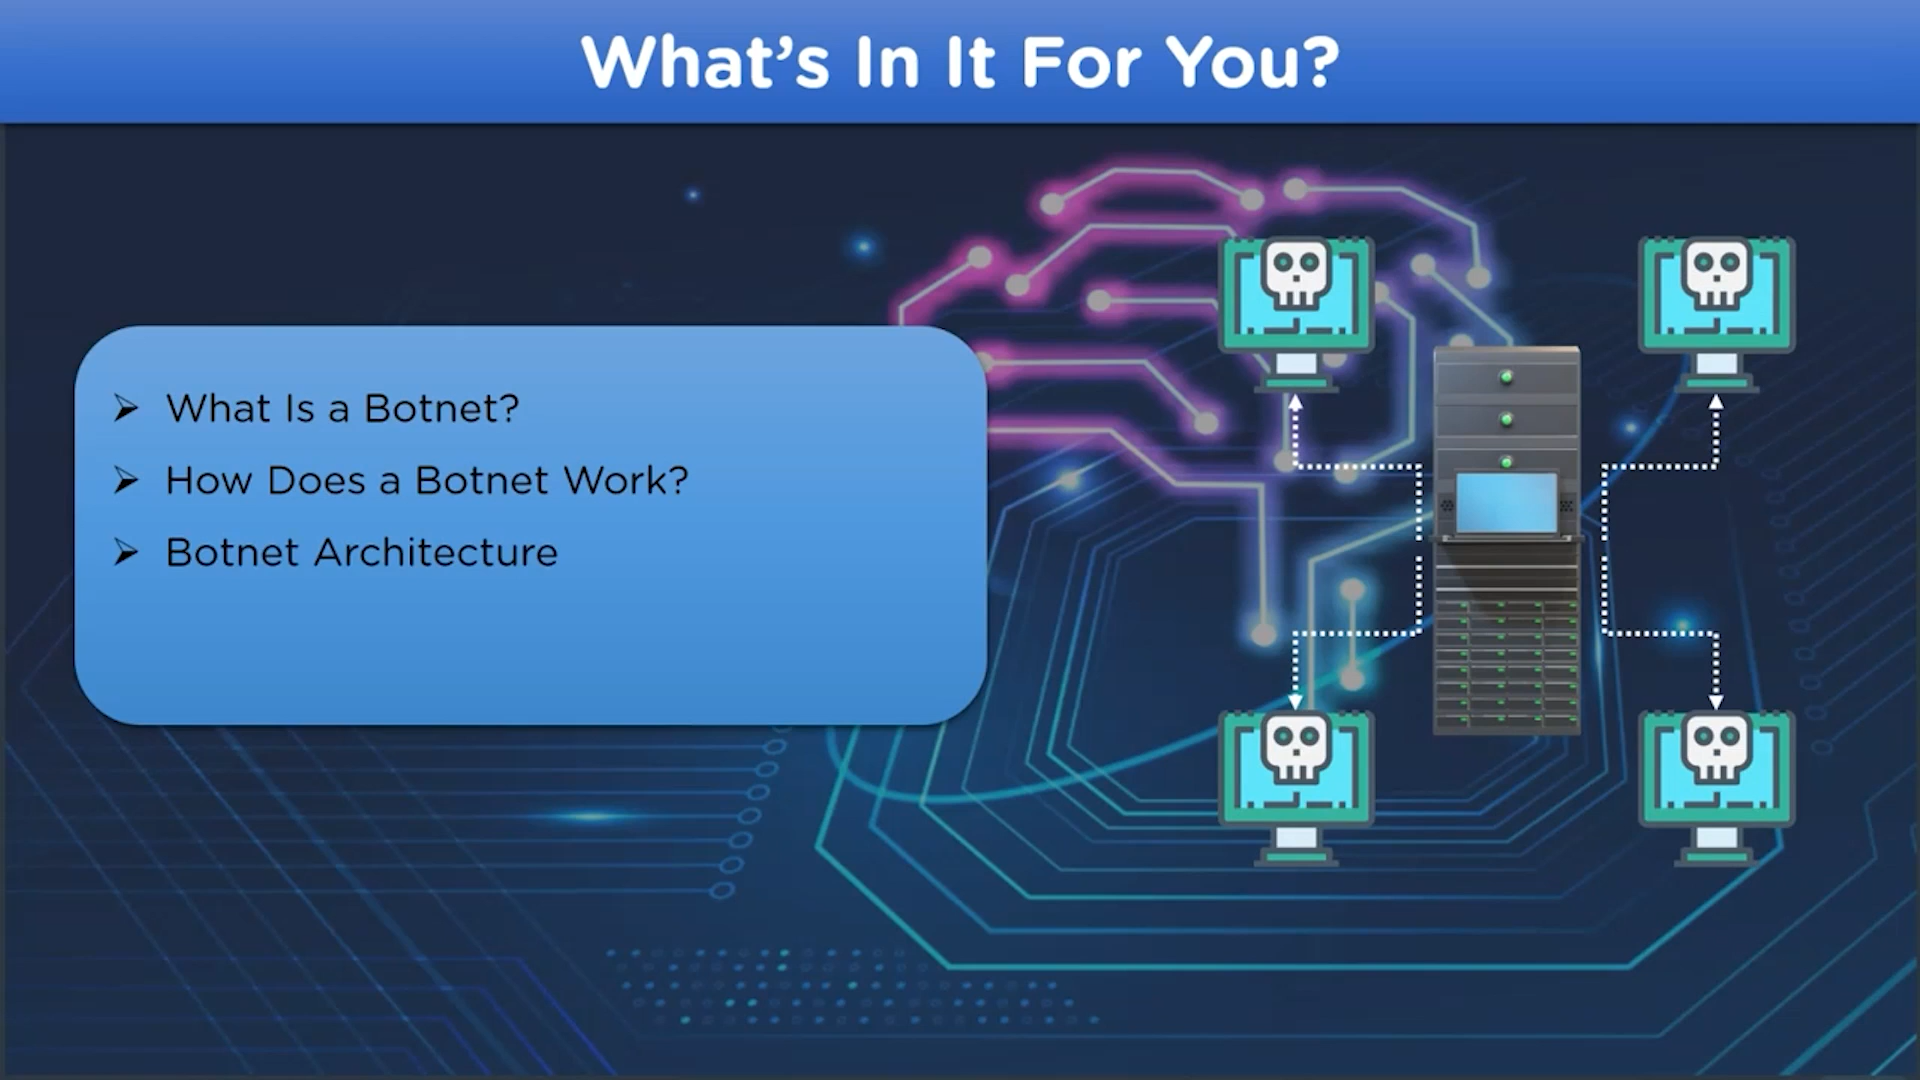 What's In It For You?
➢ What Is a Botnet?
➢ How Does a Botnet Work?
➢ Botnet Architecture